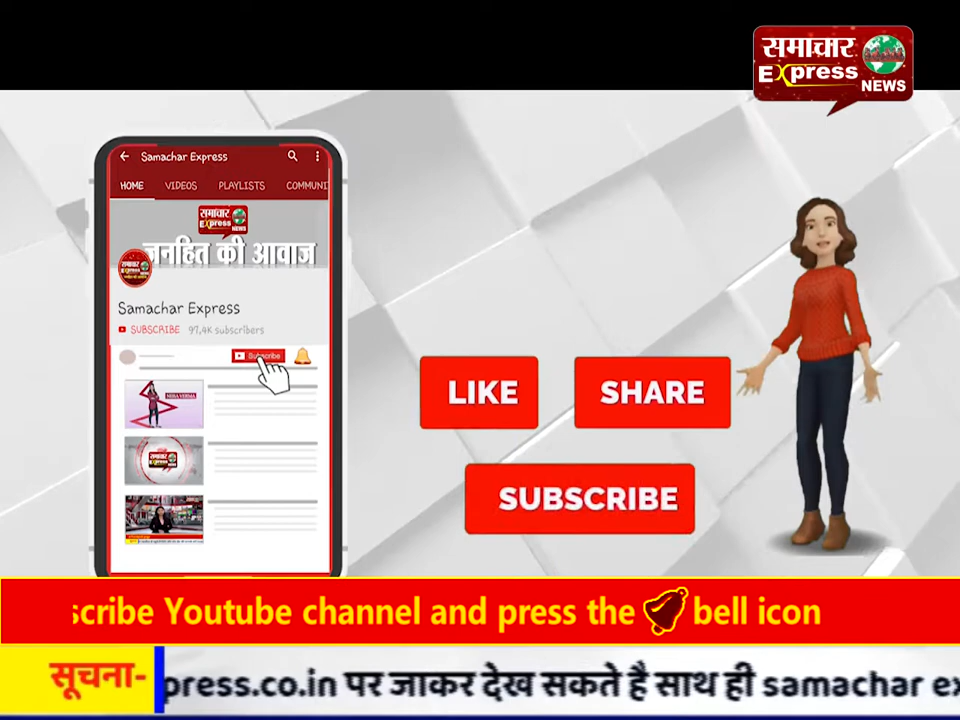 समाचार
Express
NEWS
Samachar Express
HOME VIDEOS PLAYLISTS COMMUNI
समाचार
Express
NEWS
जनहित की आवाज
Samachar Express
SUBSCRIBE 97.4K subscribers
Subscribe
LIKE SHARE
SUBSCRIBE
scribe Youtube channel and press the bell icon
सूचना- press.co.in पर जाकर देख सकते है साथ ही samachar ex